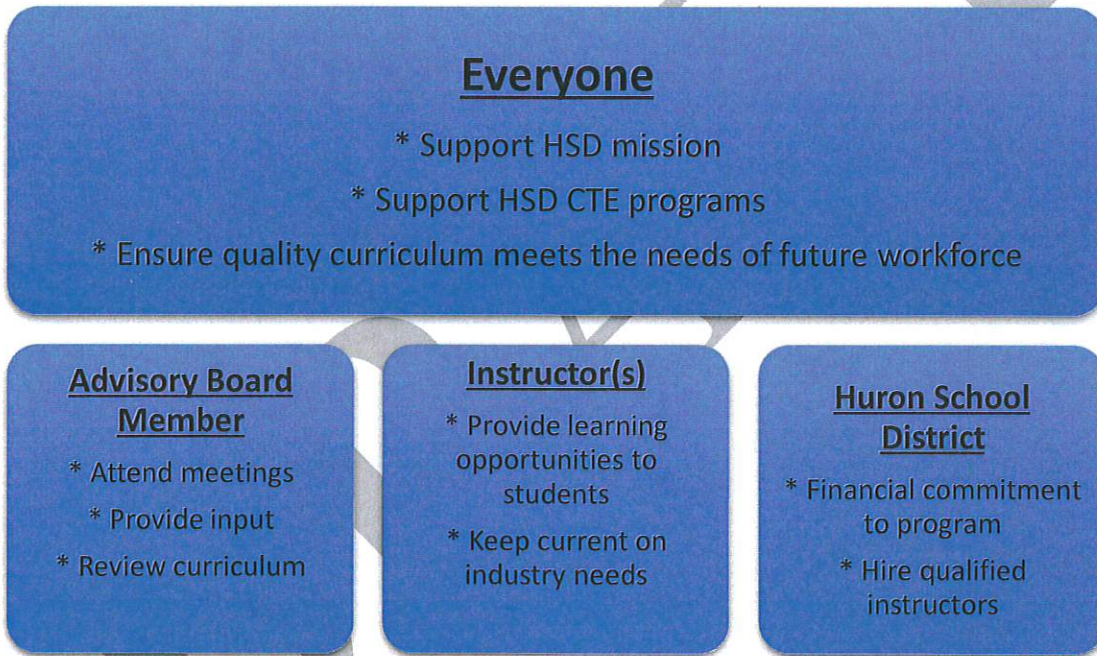 Everyone
* Support HSD mission
* Support HSD CTE programs
* Ensure quality curriculum meets the needs of future workforce
Advisory Board
Member
* Attend meetings
* Provide input
* Review curriculum
Instructor(s)
* Provide learning
opportunities to
students
* Keep current on
industry needs
Huron School
District
* Financial commitment
to program
* Hire qualified
instructors